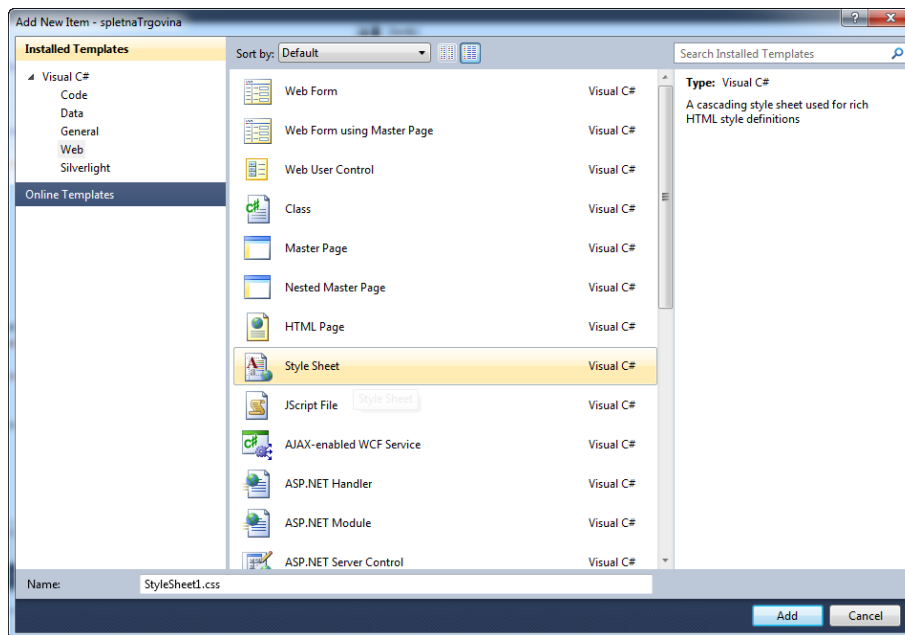 Add New Item - spletnaTrgovina
Installed Templates
Visual C#
Code
Data
General
Web
Silverlight
Online Templates
Sort by: Default
Search Installed Templates
Web Form Visual C#
Web Form using Master Page Visual C#
Web User Control Visual C#
Class Visual C#
Master Page Visual C#
Nested Master Page Visual C#
HTML Page Visual C#
Style Sheet Visual C#
Style Sheet
JScript File Visual C#
AJAX-enabled WCF Service Visual C#
ASP.NET Handler Visual C#
ASP.NET Module Visual C#
ASP.NET Server Control Visual C#
Type: Visual C#
A cascading style sheet used for rich
HTML style definitions
Name: StyleSheet1.css
Add Cancel